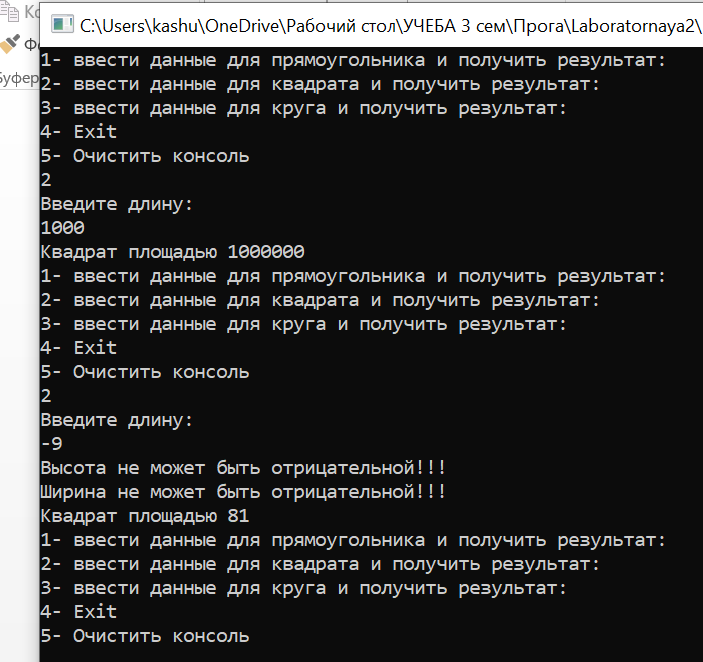 C:\Users\kashu\OneDrive\Рабочий стол\УЧЕБА 3 сем\Прога\Laboratornaya2\
1- ввести данные для прямоугольника и получить результат:
2- ввести данные для квадрата и получить результат:
3- ввести данные для круга и получить результат:
4- Exit
5- Очистить консоль
2
Введите длину:
1000
Квадрат площадью 1000000
1- ввести данные для прямоугольника и получить результат:
2- ввести данные для квадрата и получить результат:
3- ввести данные для круга и получить результат:
4- Exit
5- Очистить консоль
2
Введите длину:
-9
Высота не может быть отрицательной!!!
Ширина не может быть отрицательной!!!
Квадрат площадью 81
1- ввести данные для прямоугольника и получить результат:
2- ввести данные для квадрата и получить результат:
3- ввести данные для круга и получить результат:
4- Exit
5- Очистить консоль